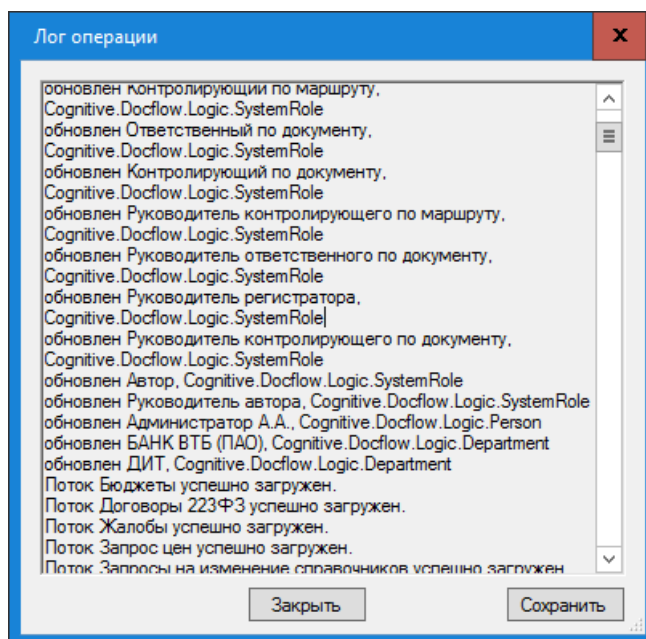 Лог операции
обновлен Контролирующий по маршруту,
Cognitive.Docflow.Logic.SystemRole
обновлен Ответственный по документу,
Cognitive.Docflow.Logic.SystemRole
обновлен Контролирующий по документу,
Cognitive.Docflow.Logic.SystemRole
обновлен Руководитель контролирующего по маршруту,
Cognitive.Docflow.Logic.SystemRole
обновлен Руководитель ответственного по документу,
Cognitive.Docflow.Logic.SystemRole
обновлен Руководитель регистратора,
Cognitive.Docflow.Logic.SystemRole
обновлен Руководитель контролирующего по документу,
Cognitive.Docflow.Logic.SystemRole
обновлен Автор, Cognitive.Docflow.Logic.SystemRole
обновлен Руководитель автора, Cognitive.Docflow.Logic.SystemRole
обновлен Администратор А.А., Cognitive.Docflow.Logic.Person
обновлен БАНК ВТБ (ПАО), Cognitive.Docflow.Logic.Department
обновлен ДИТ, Cognitive.Docflow.Logic.Department
Поток Бюджеты успешно загружен.
Поток Договоры 223ФЗ успешно загружен.
Поток Жалобы успешно загружен.
Поток Запрос цен успешно загружен.
Поток Запросы на изменение справочников успешно загружен
Закрыть
Сохранить